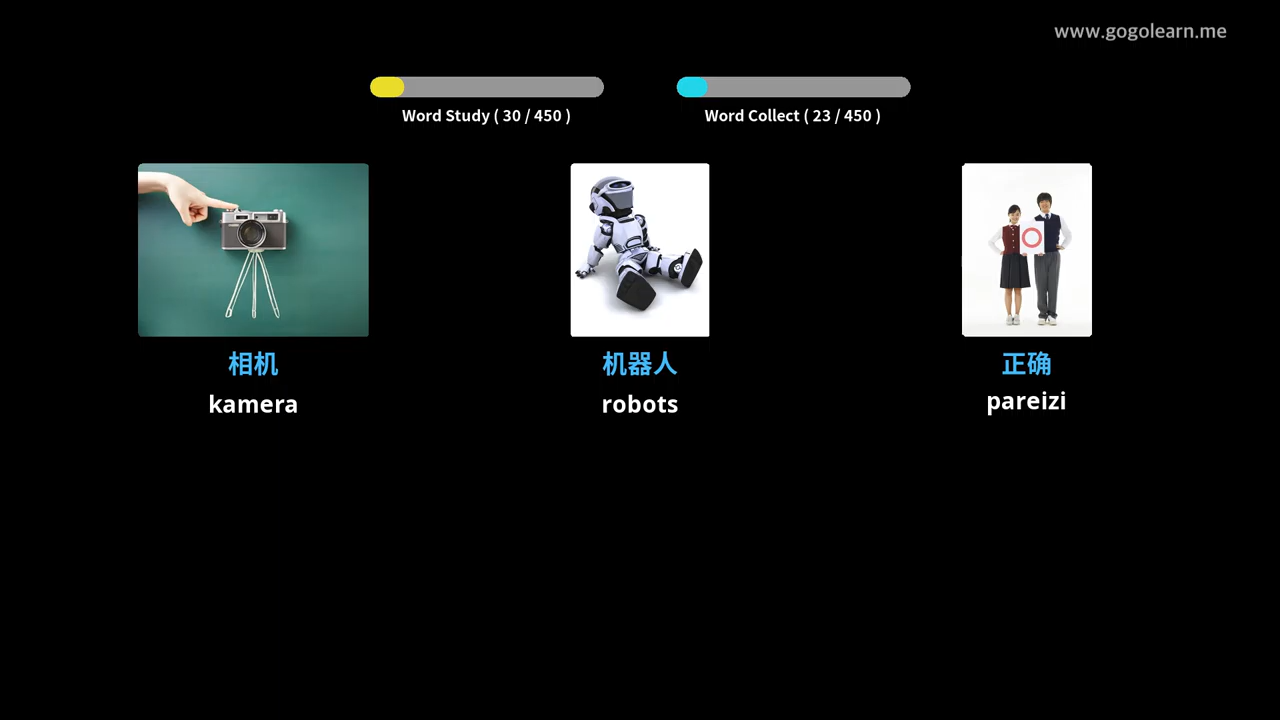 www.gogolearn.me
Word Study ( 30 / 450 )
Word Collect ( 23 / 450 )
相机
机器人
正确
kamera
robots
pareizi